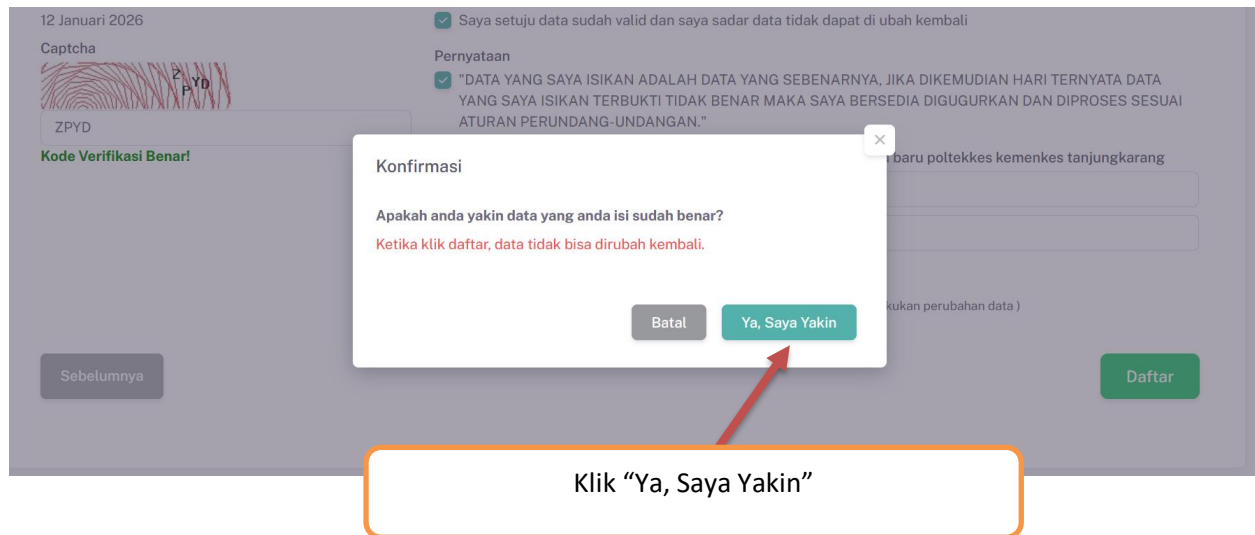 12 Januari 2026
Captcha
ZPYD
ZPYD
Kode Verifikasi Benar!
Saya setuju data sudah valid dan saya sadar data tidak dapat di ubah kembali
Pernyataan
"DATA YANG SAYA ISIKAN ADALAH DATA YANG SEBENARNYA, JIKA DIKEMUDIAN HARI TERNYATA DATA
YANG SAYA ISIKAN TERBUKTI TIDAK BENAR MAKA SAYA BERSEDIA DIGUGURKAN DAN DIPROSES SESUAI
ATURAN PERUNDANG-UNDANGAN."
baru poltekkes kemenkes tanjungkarang
Konfirmasi
Apakah anda yakin data yang anda isi sudah benar?
Ketika klik daftar, data tidak bisa dirubah kembali.
Batal
Ya, Saya Yakin
kukan perubahan data )
Sebelumnya
Daftar
Klik “Ya, Saya Yakin”